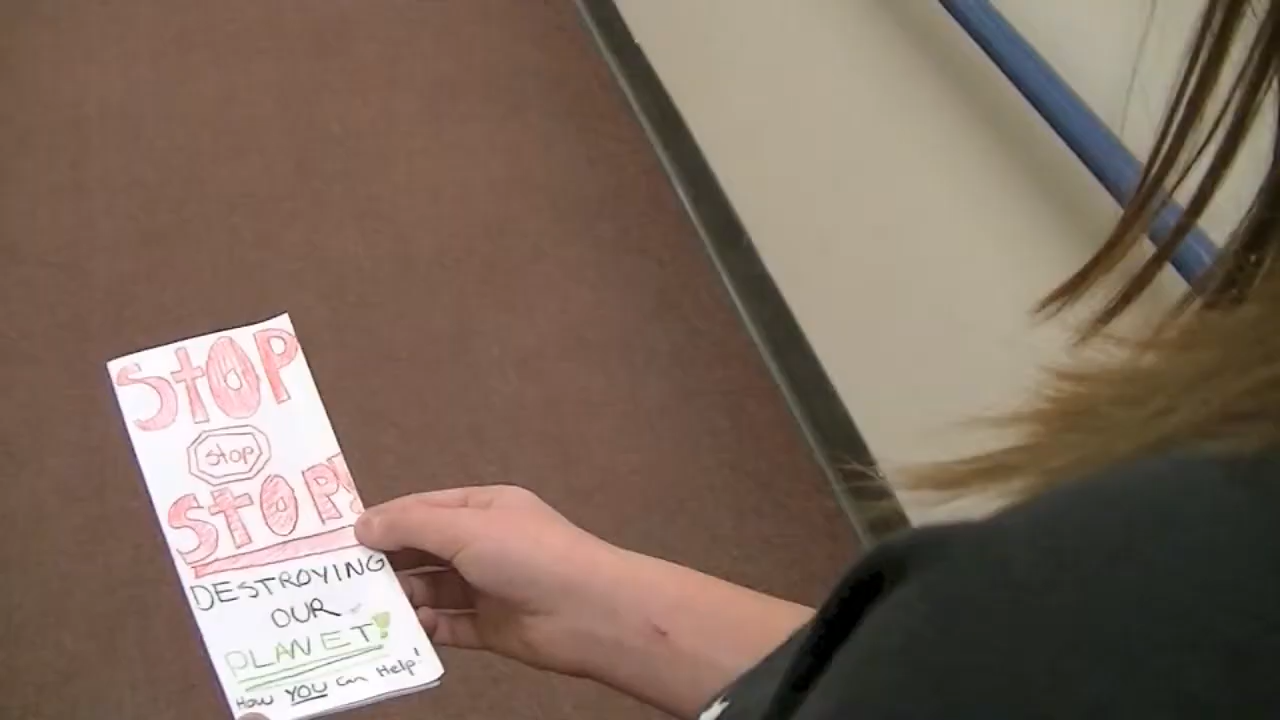 STOP
stop
STOP!
DESTROYING
OUR
PLANET!
How YOU can Help!